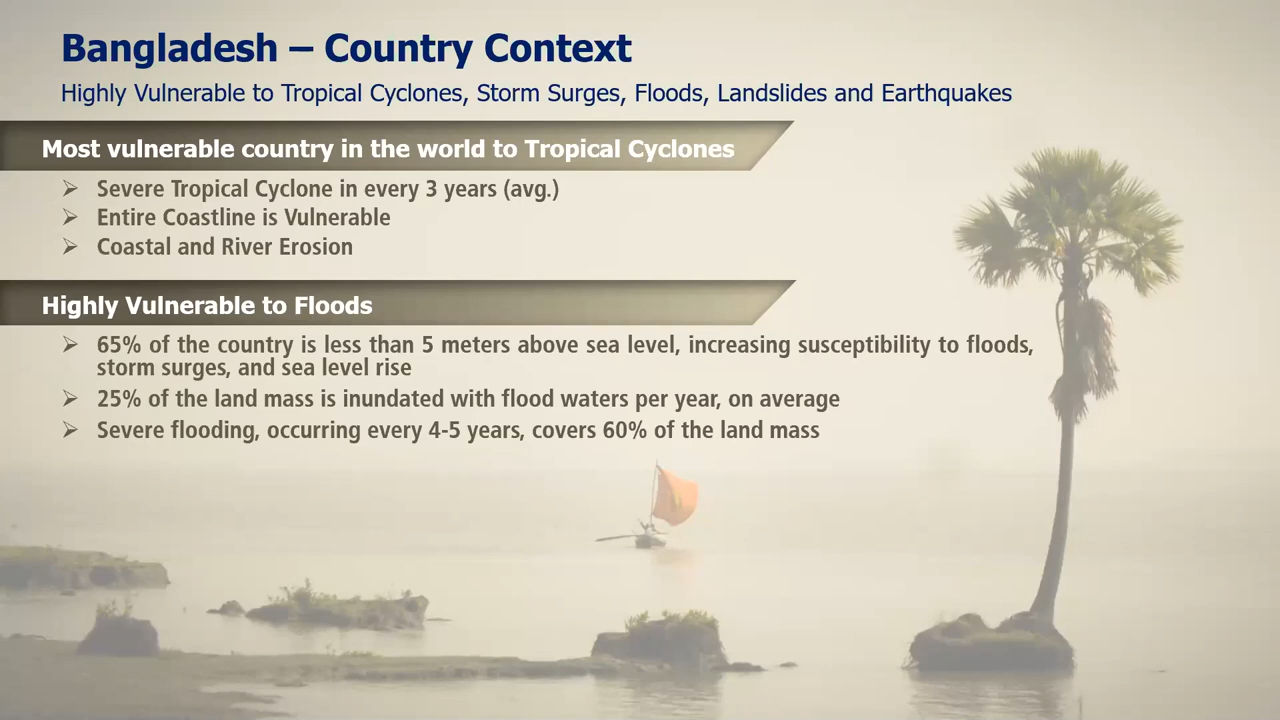 Bangladesh – Country Context
Highly Vulnerable to Tropical Cyclones, Storm Surges, Floods, Landslides and Earthquakes
Most vulnerable country in the world to Tropical Cyclones
➢ Severe Tropical Cyclone in every 3 years (avg.)
➢ Entire Coastline is Vulnerable
➢ Coastal and River Erosion
Highly Vulnerable to Floods
➢ 65% of the country is less than 5 meters above sea level, increasing susceptibility to floods,
storm surges, and sea level rise
➢ 25% of the land mass is inundated with flood waters per year, on average
➢ Severe flooding, occurring every 4-5 years, covers 60% of the land mass